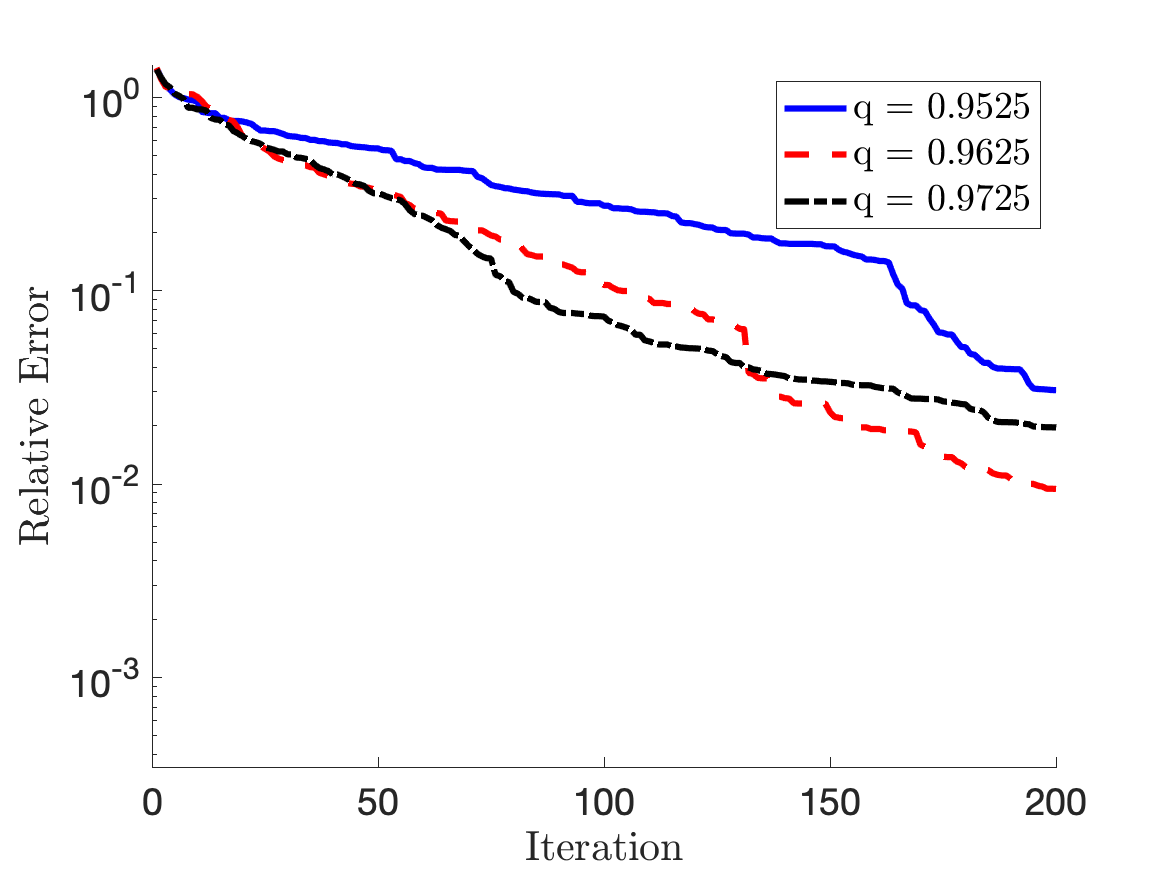 10^0
10^-1
10^-2
10^-3
Relative Error
q = 0.9525
q = 0.9625
q = 0.9725
0 50 100 150 200
Iteration